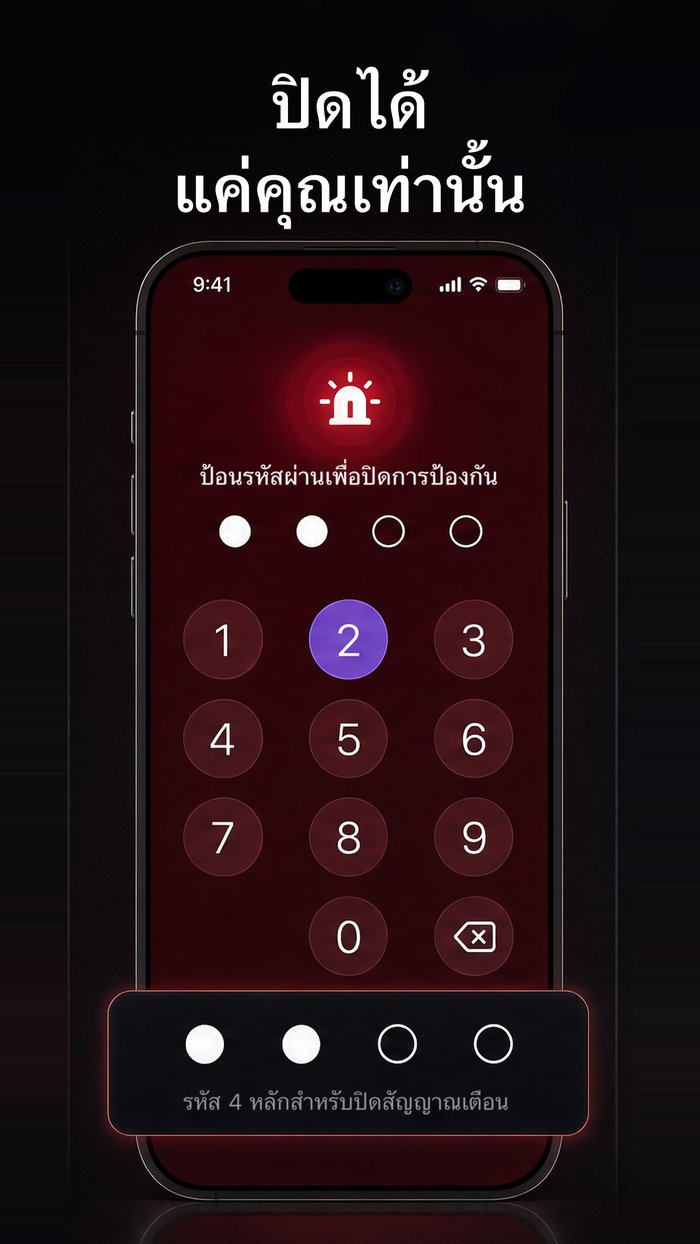 ปิดได้
แค่คุณเท่านั้น
9:41
ป้อนรหัสผ่านเพื่อปิดการป้องกัน
1 2 3
4 5 6
7 8 9
0
รหัส 4 หลักสำหรับปิดสัญญาณเตือน